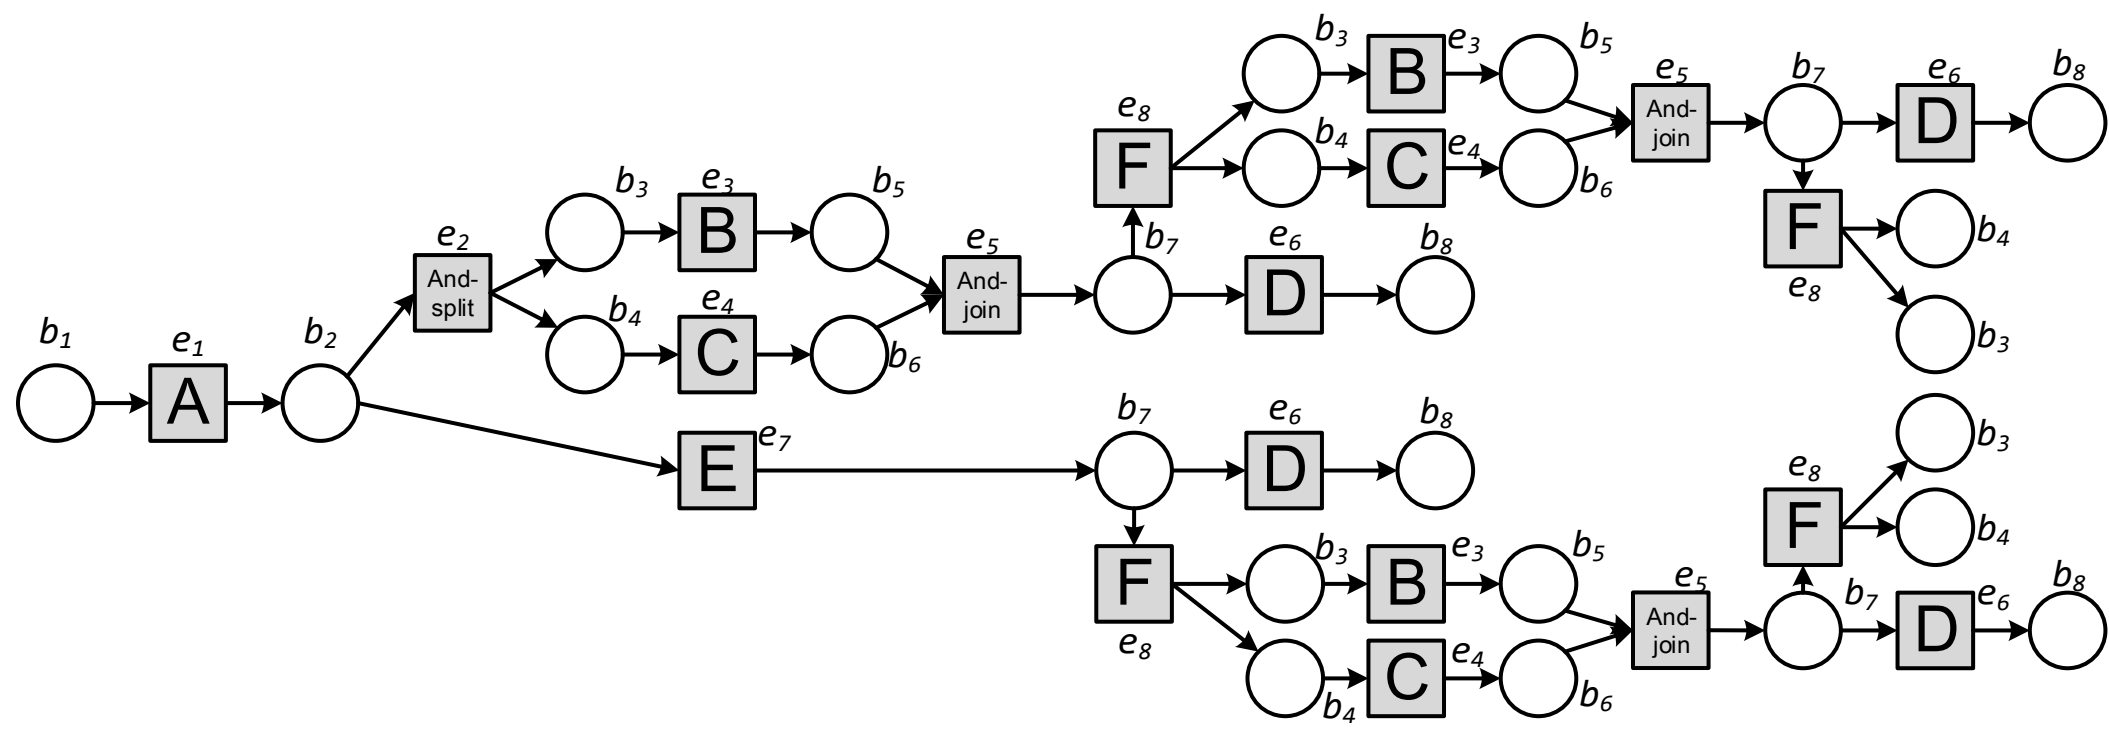 b3 e3 b5
B
e5 b7 e6 b8
And-
join
D
e8
F
b4 e4
C
b6
F
e8
b4
b3
b3 e3 b5
B
e2
And-
split
b4 e4
C
b6
e5
And-
join
b7 e6 b8
D
b1 e1 b2
A
e7
E
b7 e6 b8
D
F
e8
b3 e3 b5
B
b4 e4
C
b6
e5
And-
join
e8
F
b3
b4
b7 e6 b8
D